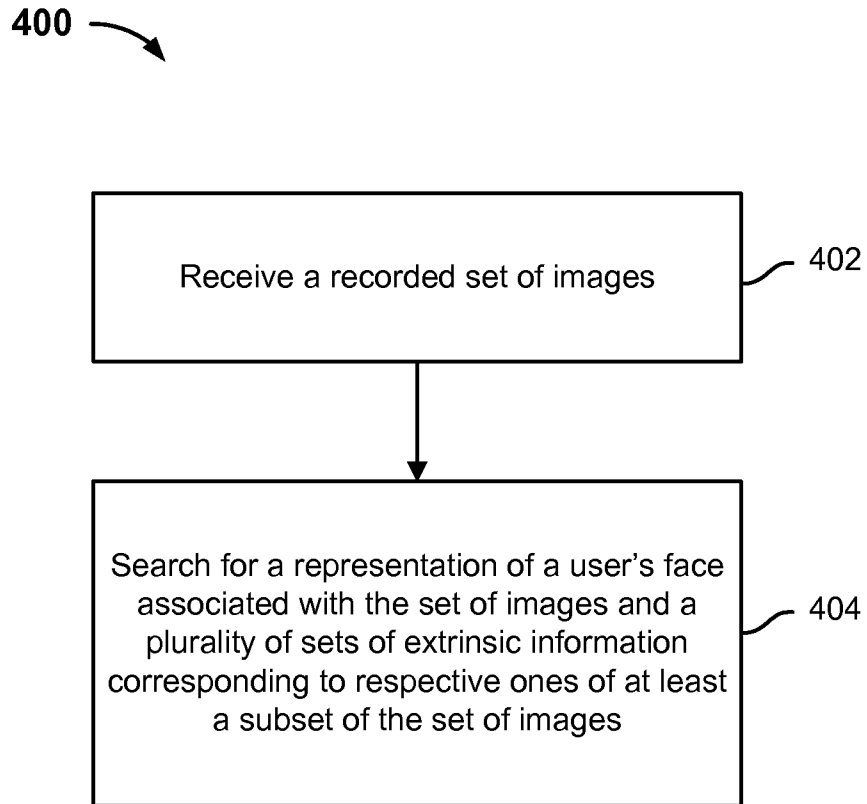 400
Receive a recorded set of images
402
Search for a representation of a user’s face
associated with the set of images and a
plurality of sets of extrinsic information
corresponding to respective ones of at least
a subset of the set of images
404